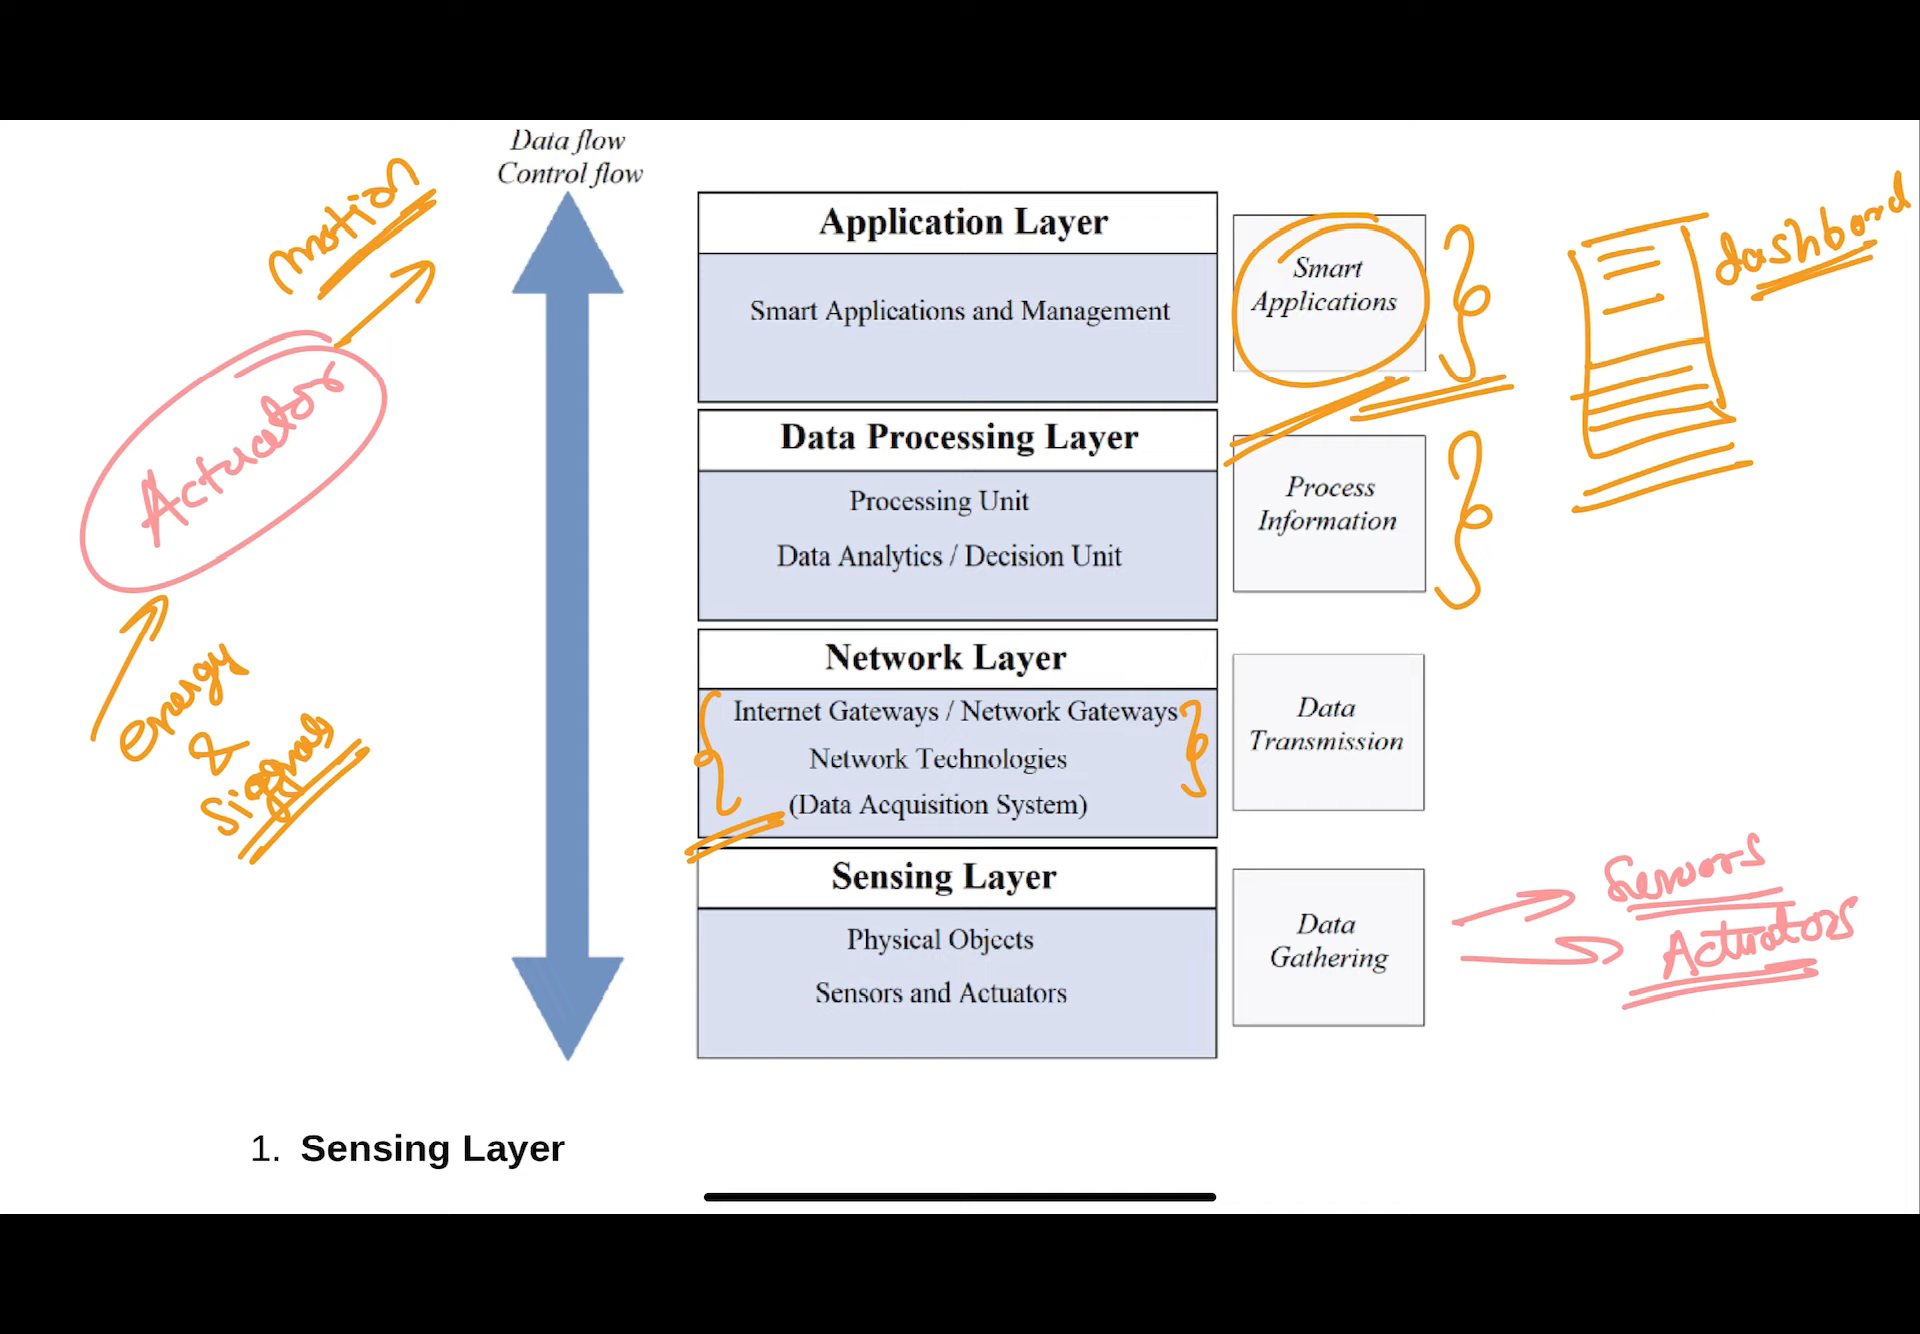 Data flow
Control flow
motion
Actuator
energy
&
Signals
Application Layer
Smart Applications and Management
Smart
Applications
dashboard
Data Processing Layer
Processing Unit
Data Analytics / Decision Unit
Process
Information
Network Layer
Internet Gateways / Network Gateways
Network Technologies
(Data Acquisition System)
Data
Transmission
Sensing Layer
Physical Objects
Sensors and Actuators
Data
Gathering
Sensors
Actuators
1. Sensing Layer